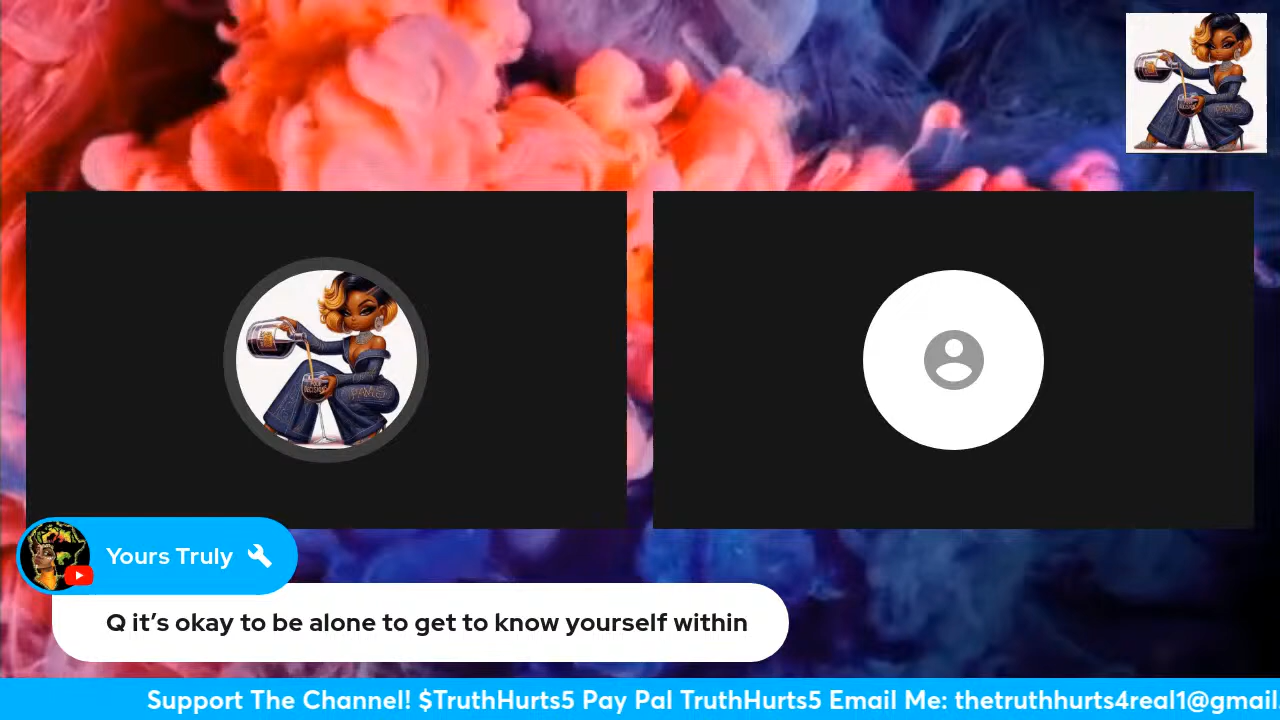 Yours Truly
Q it's okay to be alone to get to know yourself within
Support The Channel! $TruthHurts5 Pay Pal TruthHurts5 Email Me: thetruthhurts4real1@gmail.